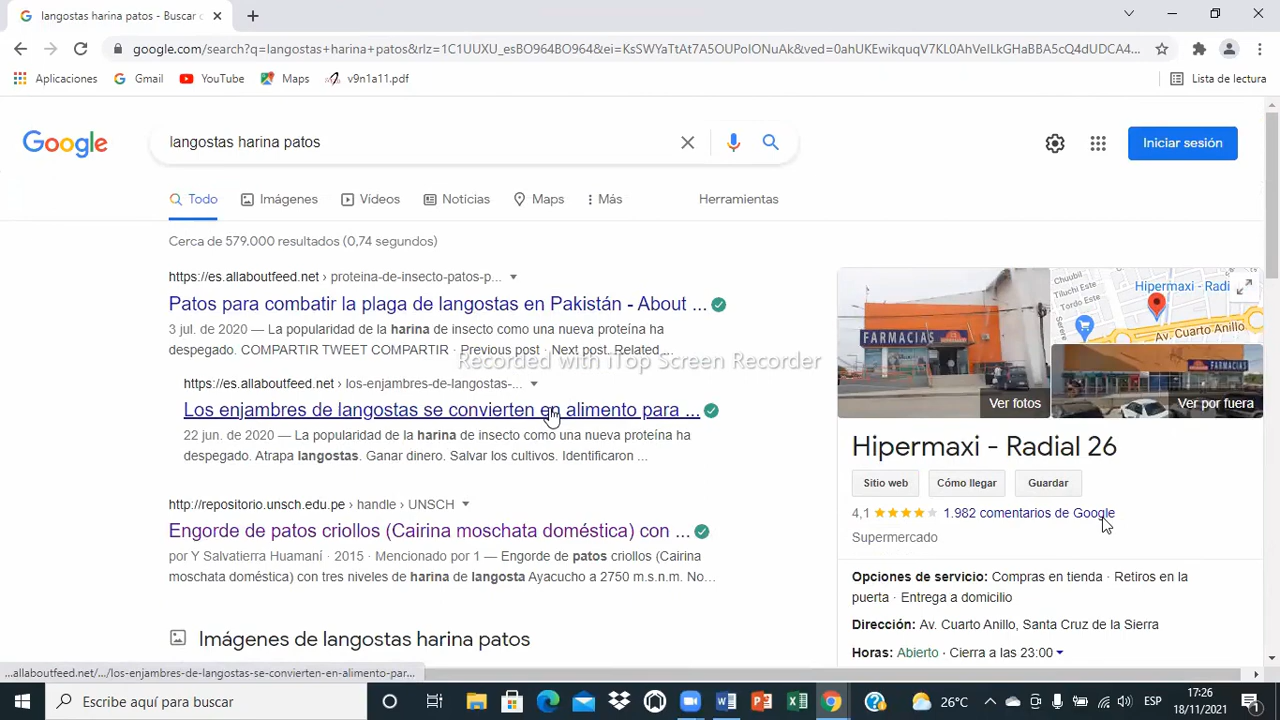 langostas harina patos - Buscar c
google.com/search?q=langostas+harina+patos&rlz=1C1UUXU_esBO964BO964&ei=KsSWYaTtAt7A5OUPoIONuAk&ved=0ahUKEwikquqV7KL0AhVeILkGHaBBA5cQ4dUDCA4...
Aplicaciones
Gmail
YouTube
Maps
v9n1a11.pdf
Lista de lectura
Google
langostas harina patos
Iniciar sesión
Todo
Imágenes
Vídeos
Noticias
Maps
Más
Herramientas
Cerca de 579.000 resultados (0,74 segundos)
https://es.allaboutfeed.net › proteina-de-insecto-patos-p...
Patos para combatir la plaga de langostas en Pakistán - About ...
3 jul. de 2020 — La popularidad de la harina de insecto como una nueva proteína ha
despegado. COMPARTIR TWEET COMPARTIR · Previous post · Next post. Related...
Recorded with iTop Screen Recorder
https://es.allaboutfeed.net › los-enjambres-de-langostas-...
Los enjambres de langostas se convierten en alimento para ...
22 jun. de 2020 — La popularidad de la harina de insecto como una nueva proteína ha
despegado. Atrapa langostas. Ganar dinero. Salvar los cultivos. Identificaron ...
http://repositorio.unsch.edu.pe › handle › UNSCH
Engorde de patos criollos (Cairina moschata doméstica) con ...
por Y Salvatierra Huamaní · 2015 · Mencionado por 1 — Engorde de patos criollos (Cairina
moschata doméstica) con tres niveles de harina de langosta Ayacucho a 2750 m.s.n.m. No...
Imágenes de langostas harina patos
FARMACIAS
Ver fotos
Chuubi
Tiluchi Este
Tordo Este
Hipermaxi - Radi
Av. Cuarto Anillo
FARMACIAS
Ver por fuera
Hipermaxi - Radial 26
Sitio web
Cómo llegar
Guardar
4,1
1.982 comentarios de Google
Supermercado
Opciones de servicio: Compras en tienda · Retiros en la
puerta · Entrega a domicilio
Dirección: Av. Cuarto Anillo, Santa Cruz de la Sierra
Horas: Abierto · Cierra a las 23:00
...allaboutfeed.net/.../los-enjambres-de-langostas-se-convierten-en-alimento-par...
Escribe aquí para buscar
26°C
ESP
17:26
18/11/2021
1